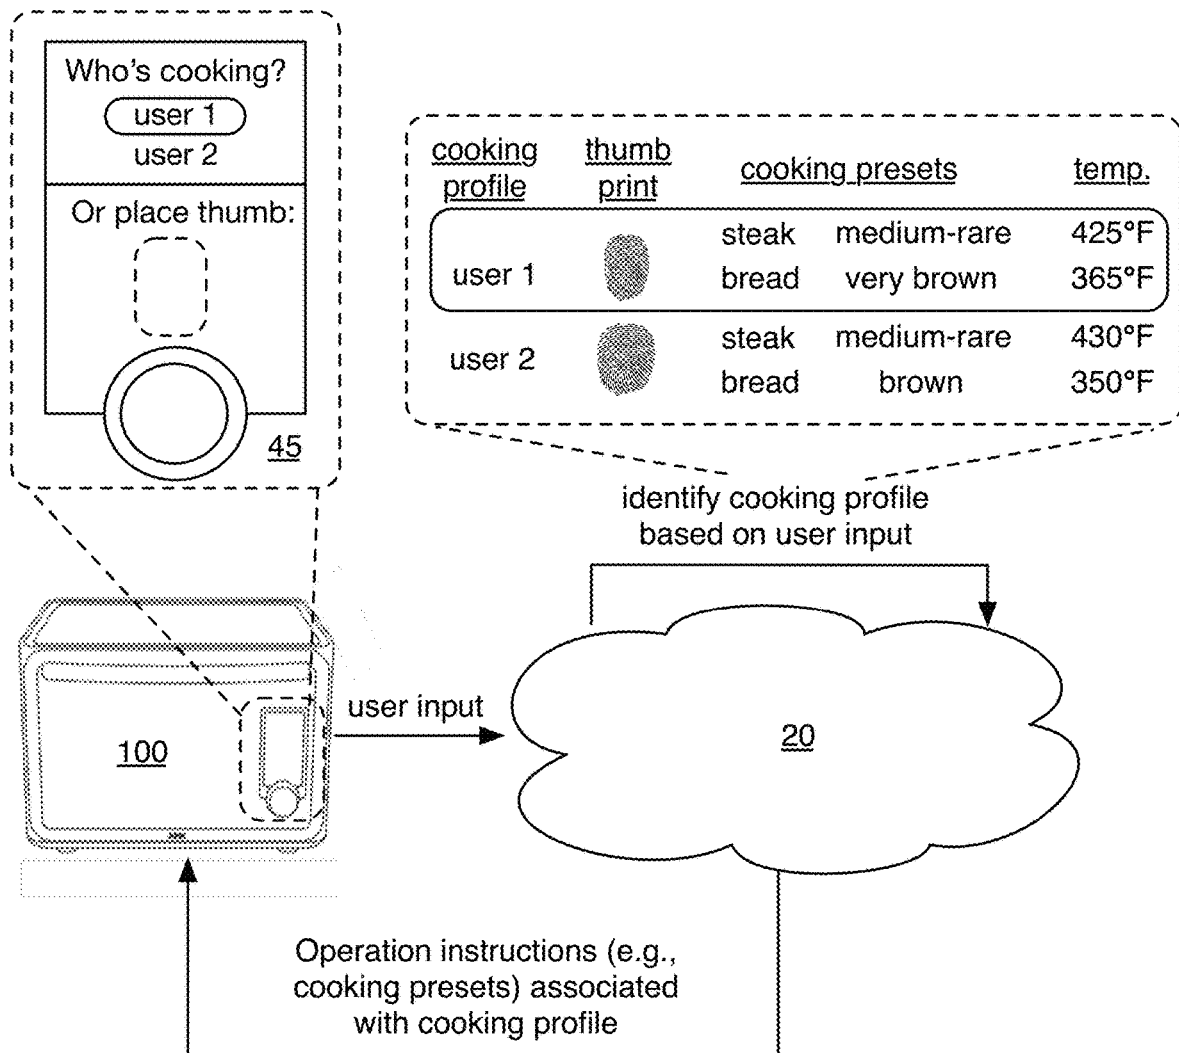 Who's cooking?
user 1
user 2
Or place thumb:
45
cooking profile
thumb print
cooking presets
temp.
user 1
steak medium-rare 425°F
bread very brown 365°F
user 2
steak medium-rare 430°F
bread brown 350°F
identify cooking profile
based on user input
100
user input
20
Operation instructions (e.g.,
cooking presets) associated
with cooking profile